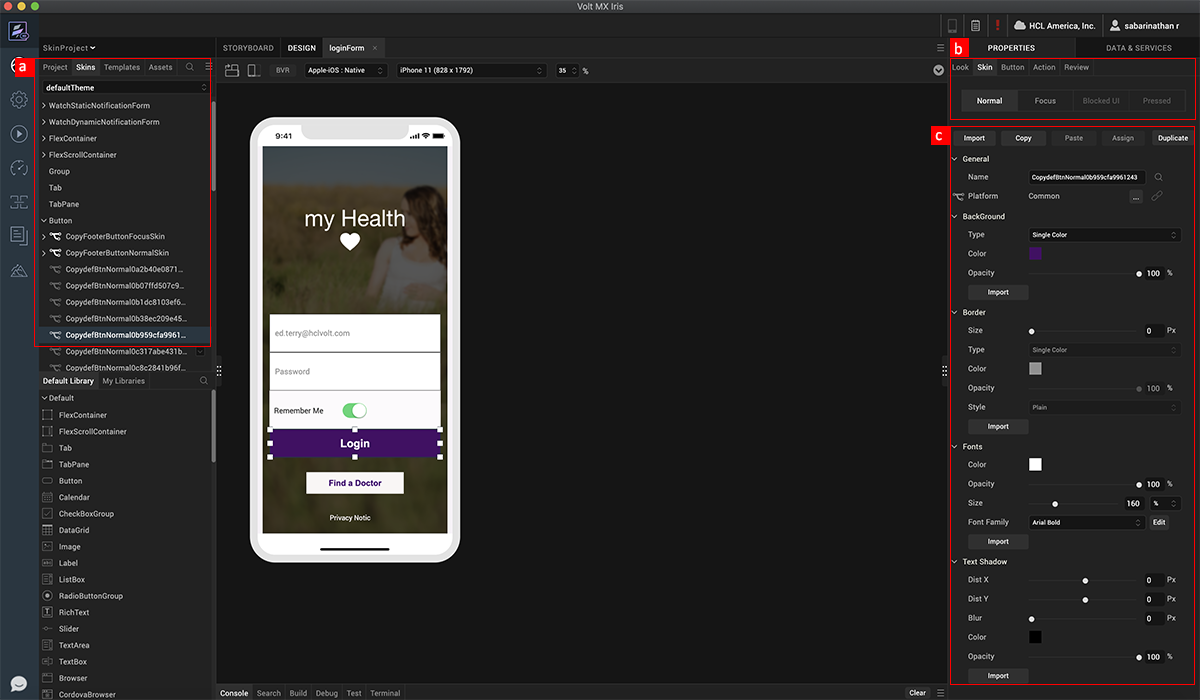 Volt MX Iris
HCL America, Inc.
sabarinathan r
SkinProject
STORYBOARD DESIGN loginForm ×
b PROPERTIES DATA & SERVICES
a Project Skins Templates Assets
BVR Apple-iOS : Native iPhone 11 (828 x 1792) 35 %
Look Skin Button Action Review
defaultTheme
Normal Focus Blocked UI Pressed
WatchStaticNotificationForm
WatchDynamicNotificationForm
FlexContainer
FlexScrollContainer
Group
Tab
TabPane
Button
CopyFooterButtonFocusSkin
CopyFooterButtonNormalSkin
CopydefBtnNormal0a2b40e0871...
CopydefBtnNormal0b07ffd507c9...
CopydefBtnNormal0b1dc8103ef6...
CopydefBtnNormal0b38ec209e45...
CopydefBtnNormal0b959cfa9961...
CopydefBtnNormal0c317abe431b...
CopydefBtnNormal0c8c2841b96f...
Default Library My Libraries
Default
FlexContainer
FlexScrollContainer
Tab
TabPane
Button
Calendar
CheckBoxGroup
DataGrid
Image
Label
ListBox
RadioButtonGroup
RichText
Slider
TextArea
TextBox
Browser
CordovaBrowser
9:41
my Health
ed.terry@hclvolt.com
Password
Remember Me
Login
Find a Doctor
Privacy Notic
Console Search Build Debug Test Terminal
Clear
c Import Copy Paste Assign Duplicate
General
Name CopydefBtnNormal0b959cfa9961243
Platform Common ...
BackGround
Type Single Color
Color
Opacity 100 %
Import
Border
Size 0 Px
Type Single Color
Color
Opacity 100 %
Style Plain
Import
Fonts
Color
Opacity 100 %
Size 160 %
Font Family Arial Bold Edit
Import
Text Shadow
Dist X 0 Px
Dist Y 0 Px
Blur 0 Px
Color
Opacity 100 %
Import